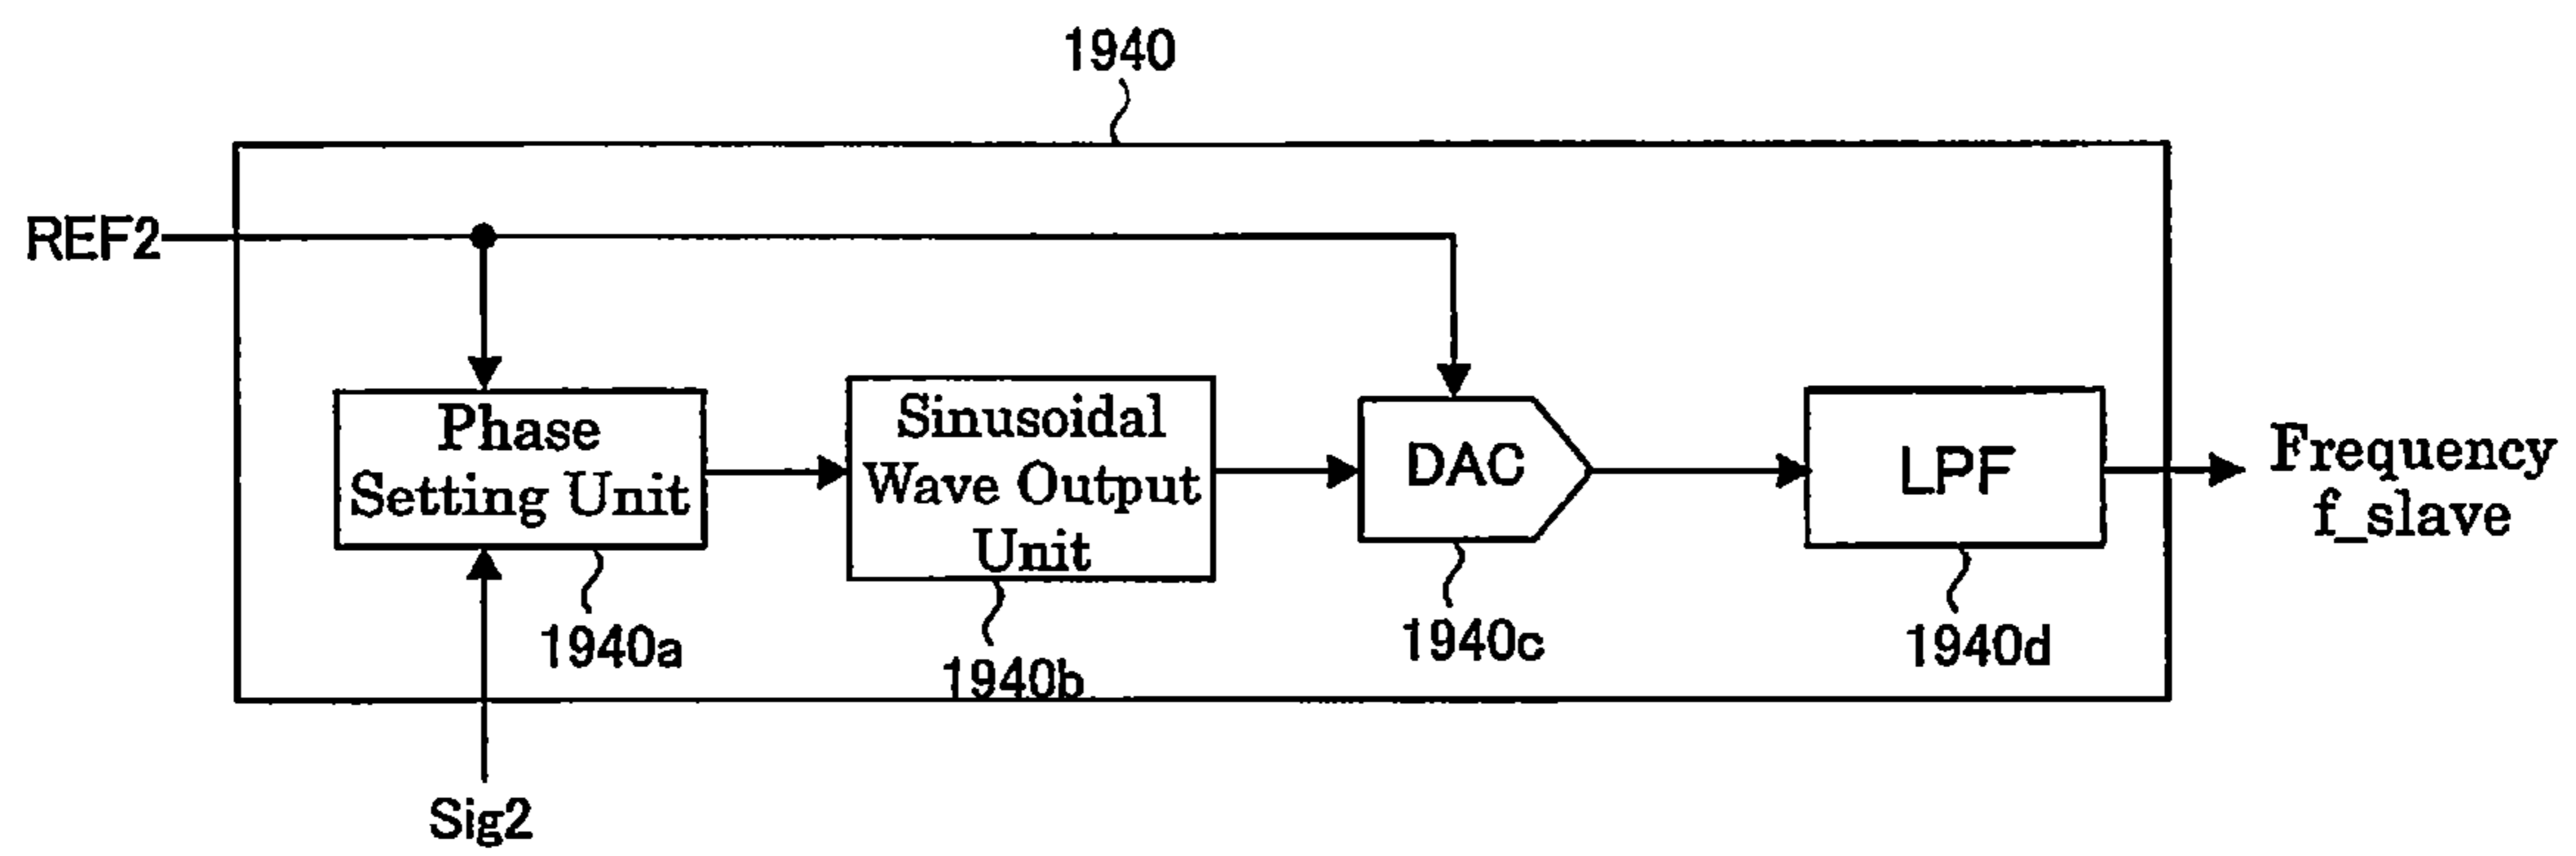 1940
REF2
Phase
Setting Unit
Sinusoidal
Wave Output
Unit
DAC
LPF
Frequency
f_slave
1940a
1940b
1940c
1940d
Sig2